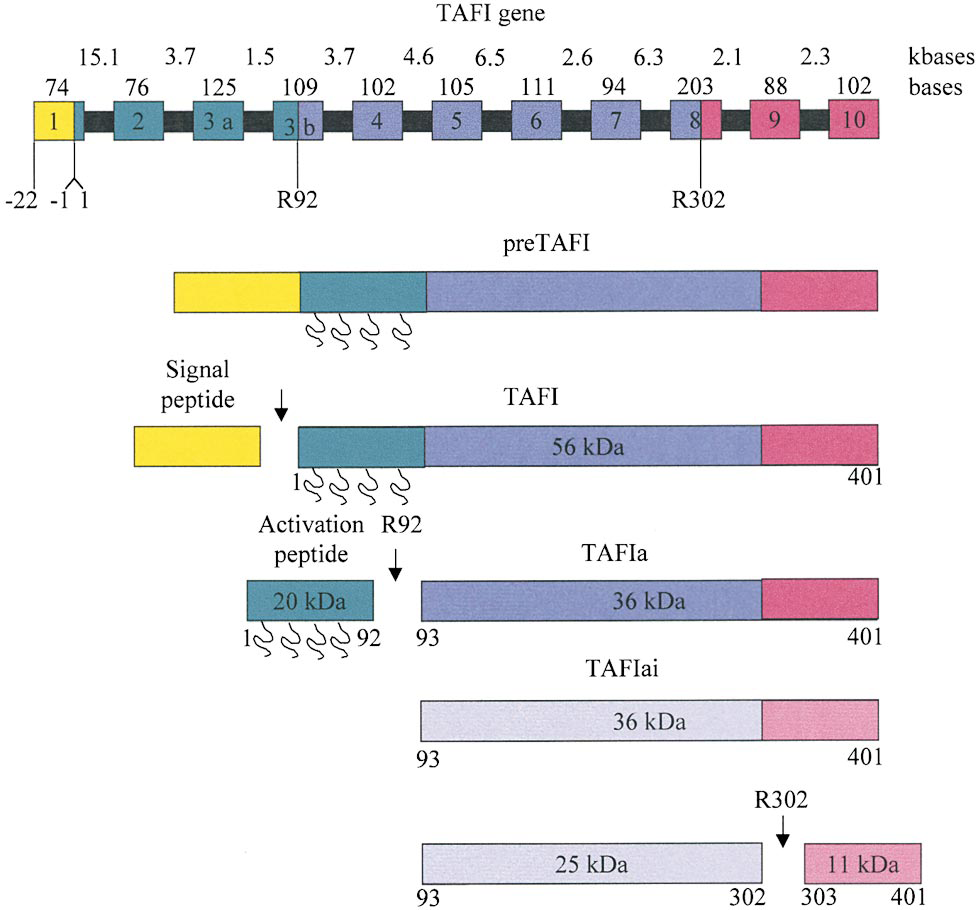 TAFI gene
15.1 3.7 1.5 3.7 4.6 6.5 2.6 6.3 2.1 2.3 kbases
74 76 125 109 102 105 111 94 203 88 102 bases
1 2 3 a 3 b 4 5 6 7 8 9 10
-22 -1 1 R92 R302
preTAFI
Signal
peptide TAFI
56 kDa
1 401
Activation R92
peptide TAFIa
20 kDa 36 kDa
1 92 93 401
TAFIai
36 kDa
93 401
R302
25 kDa 11 kDa
93 302 303 401